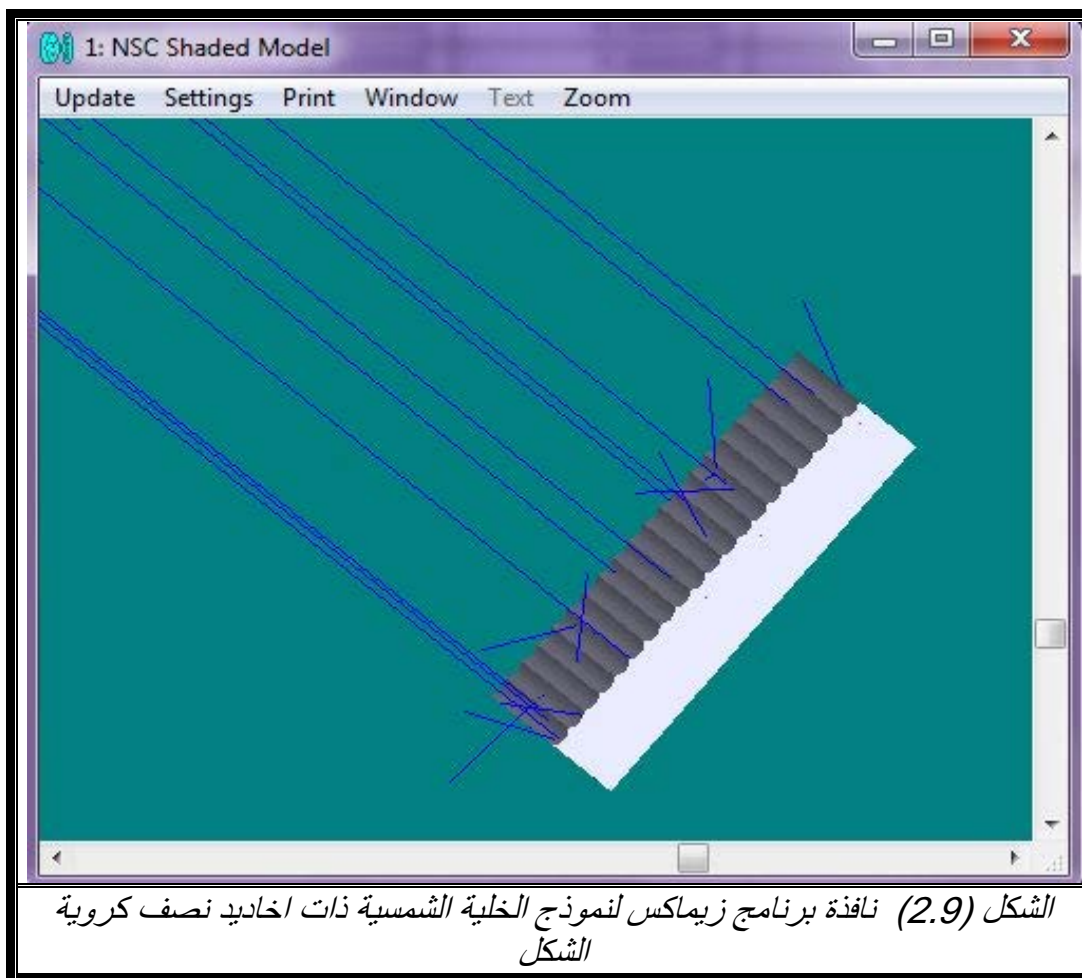 1: NSC Shaded Model
Update Settings Print Window Text Zoom
الشكل (2.9) نافذة برنامج زيماكس لنموذج الخلية الشمسية ذات اخاديد نصف كروية
الشكل